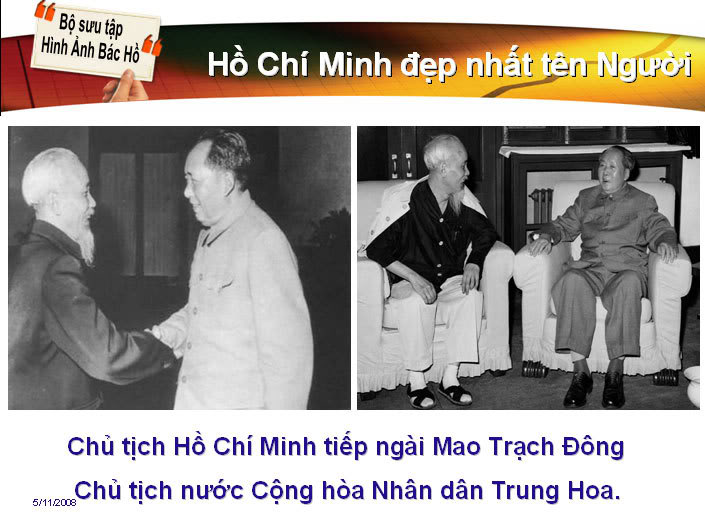 Bộ sưu tập
Hình Ảnh Bác Hồ
Hồ Chí Minh đẹp nhất tên Người
Chủ tịch Hồ Chí Minh tiếp ngài Mao Trạch Đông
Chủ tịch nước Cộng hòa Nhân dân Trung Hoa.
5/11/2008